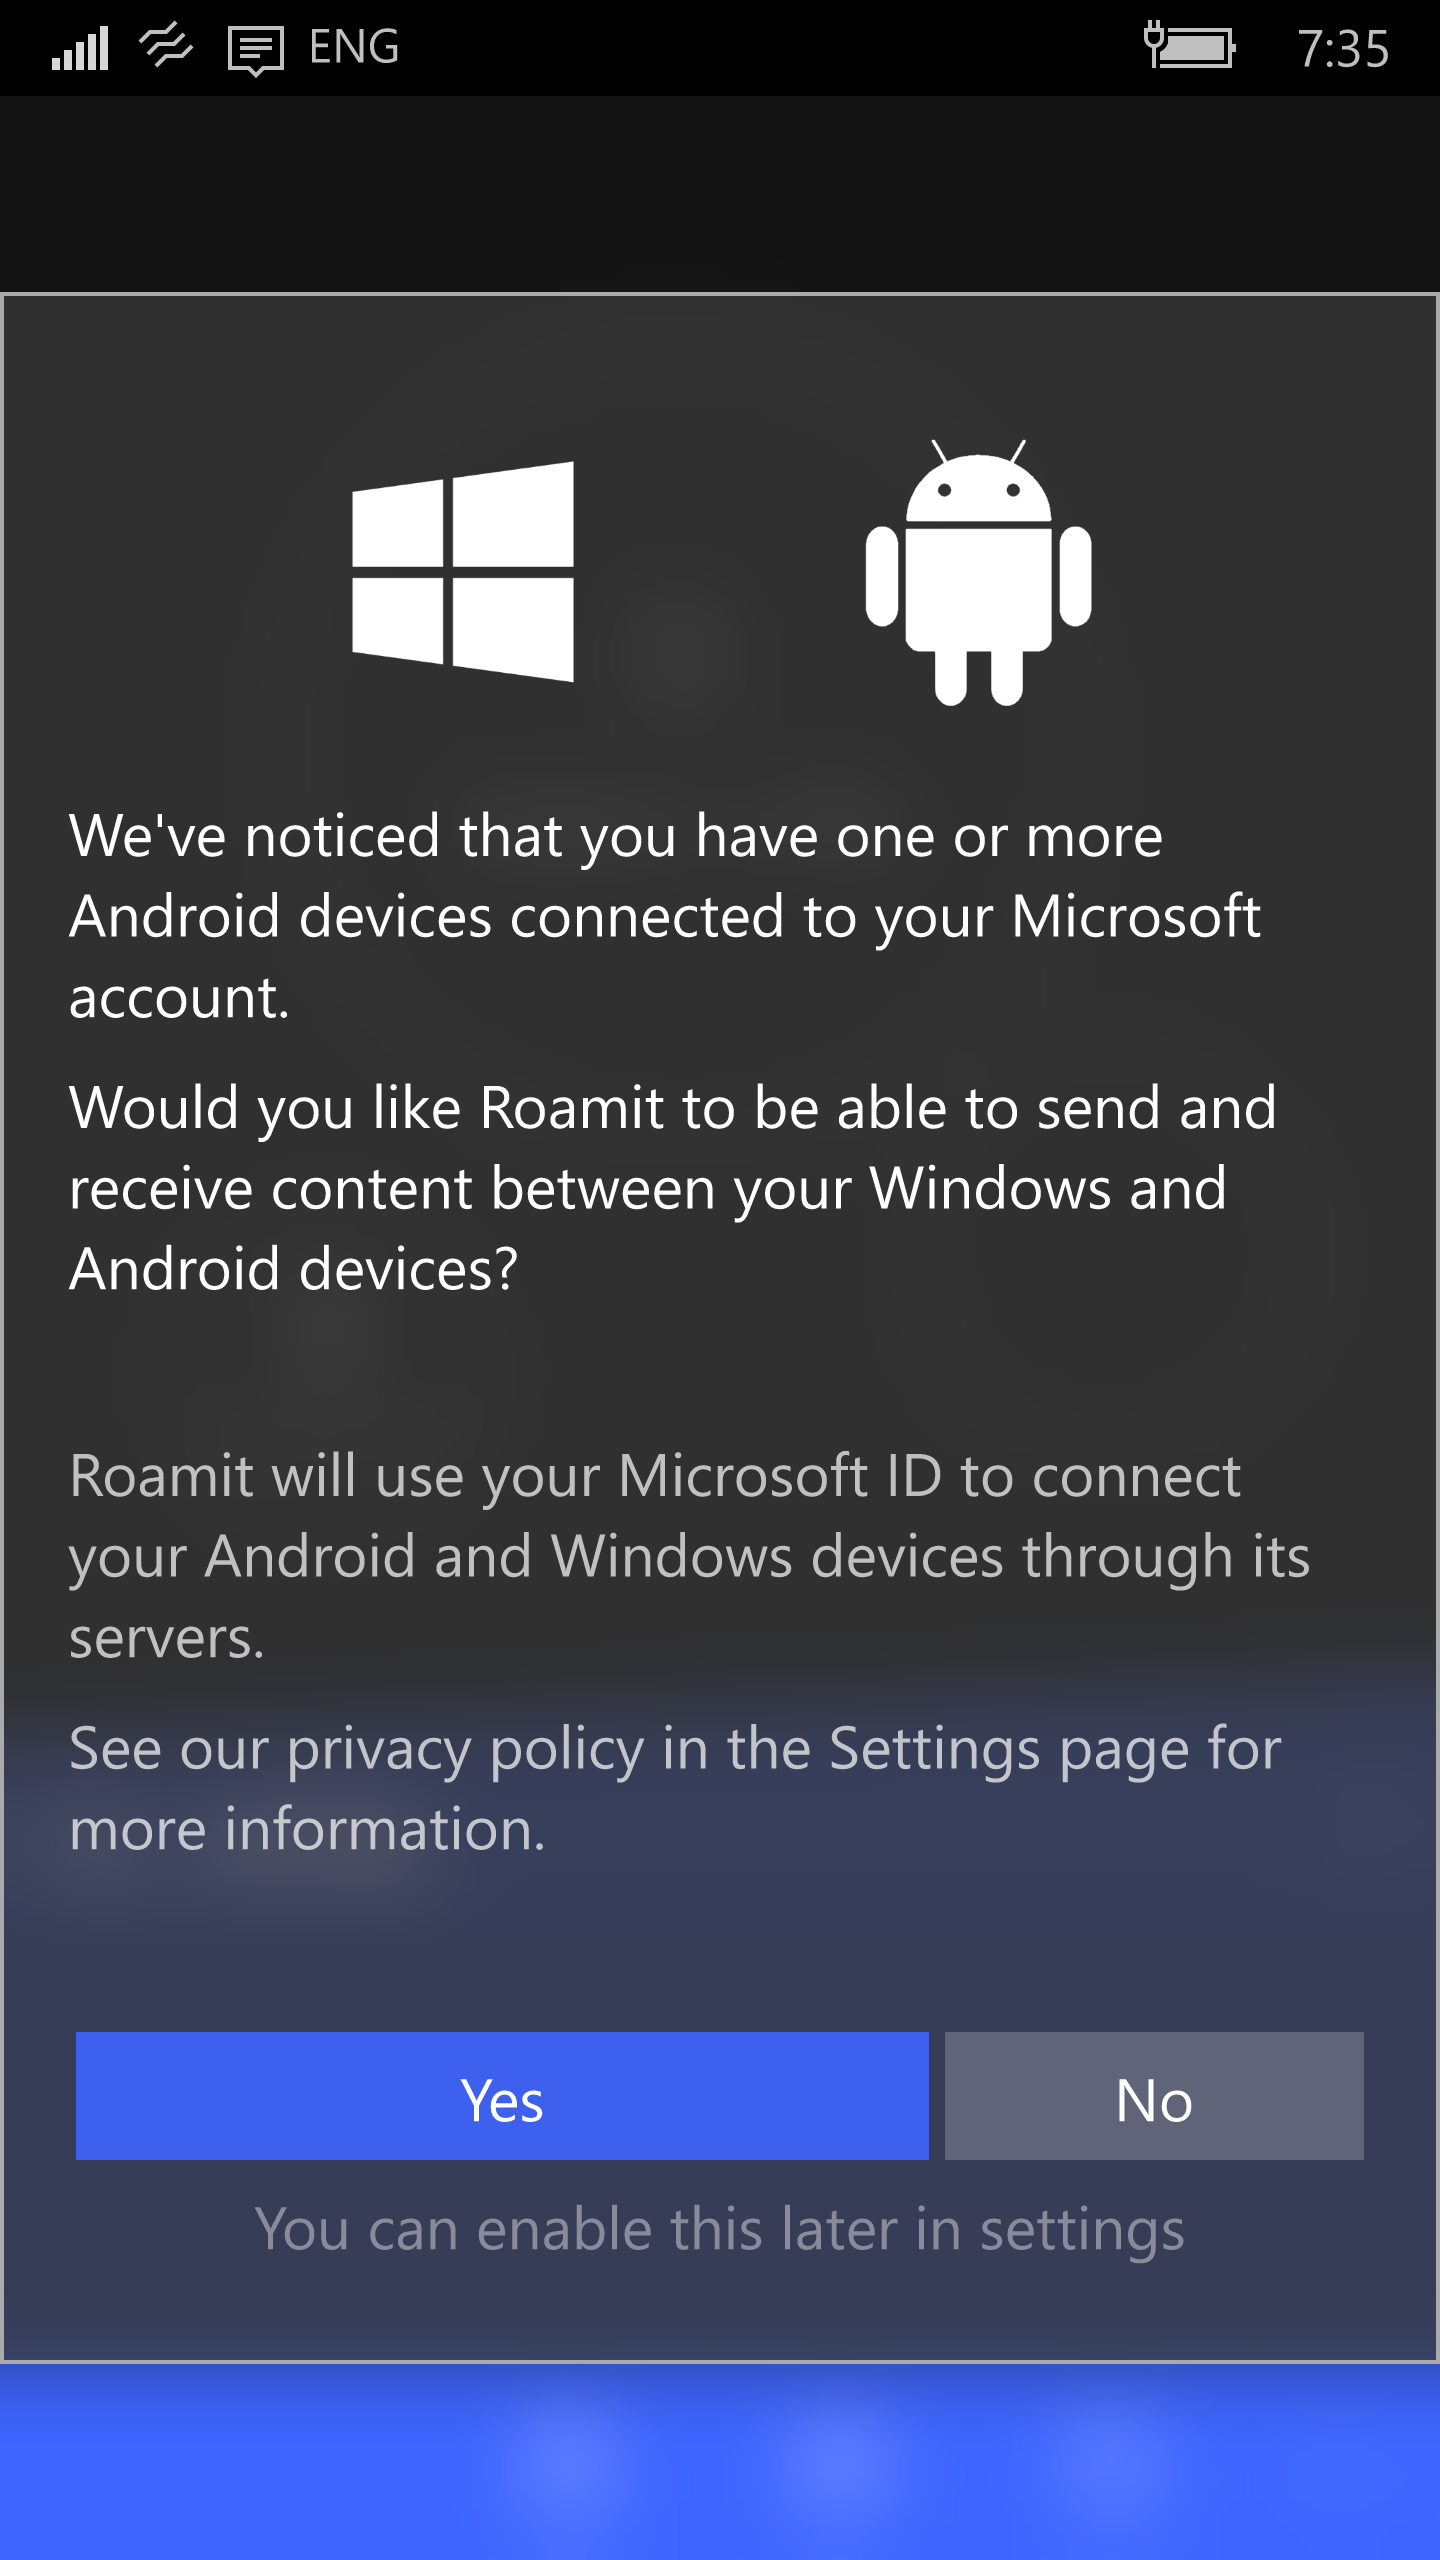 ENG
7:35
We've noticed that you have one or more
Android devices connected to your Microsoft
account.
Would you like Roamit to be able to send and
receive content between your Windows and
Android devices?
Roamit will use your Microsoft ID to connect
your Android and Windows devices through its
servers.
See our privacy policy in the Settings page for
more information.
Yes
No
You can enable this later in settings